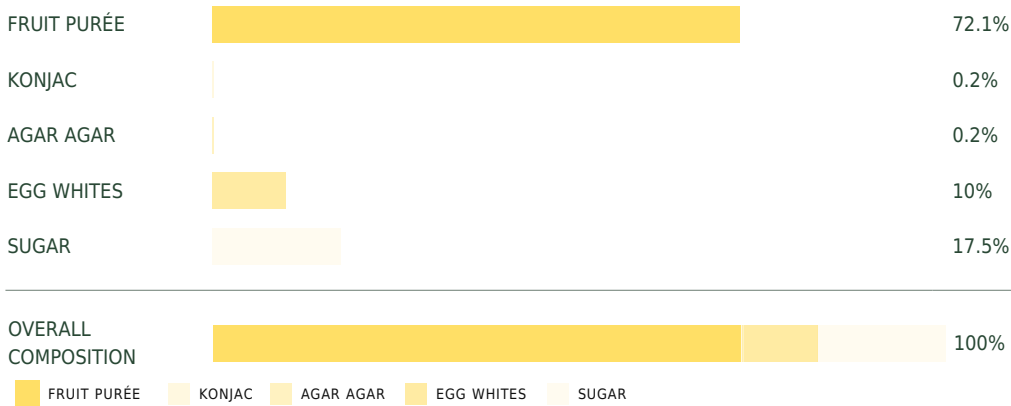 FRUIT PURÉE 72.1%
KONJAC 0.2%
AGAR AGAR 0.2%
EGG WHITES 10%
SUGAR 17.5%
OVERALL
COMPOSITION 100%
FRUIT PURÉE KONJAC AGAR AGAR EGG WHITES SUGAR